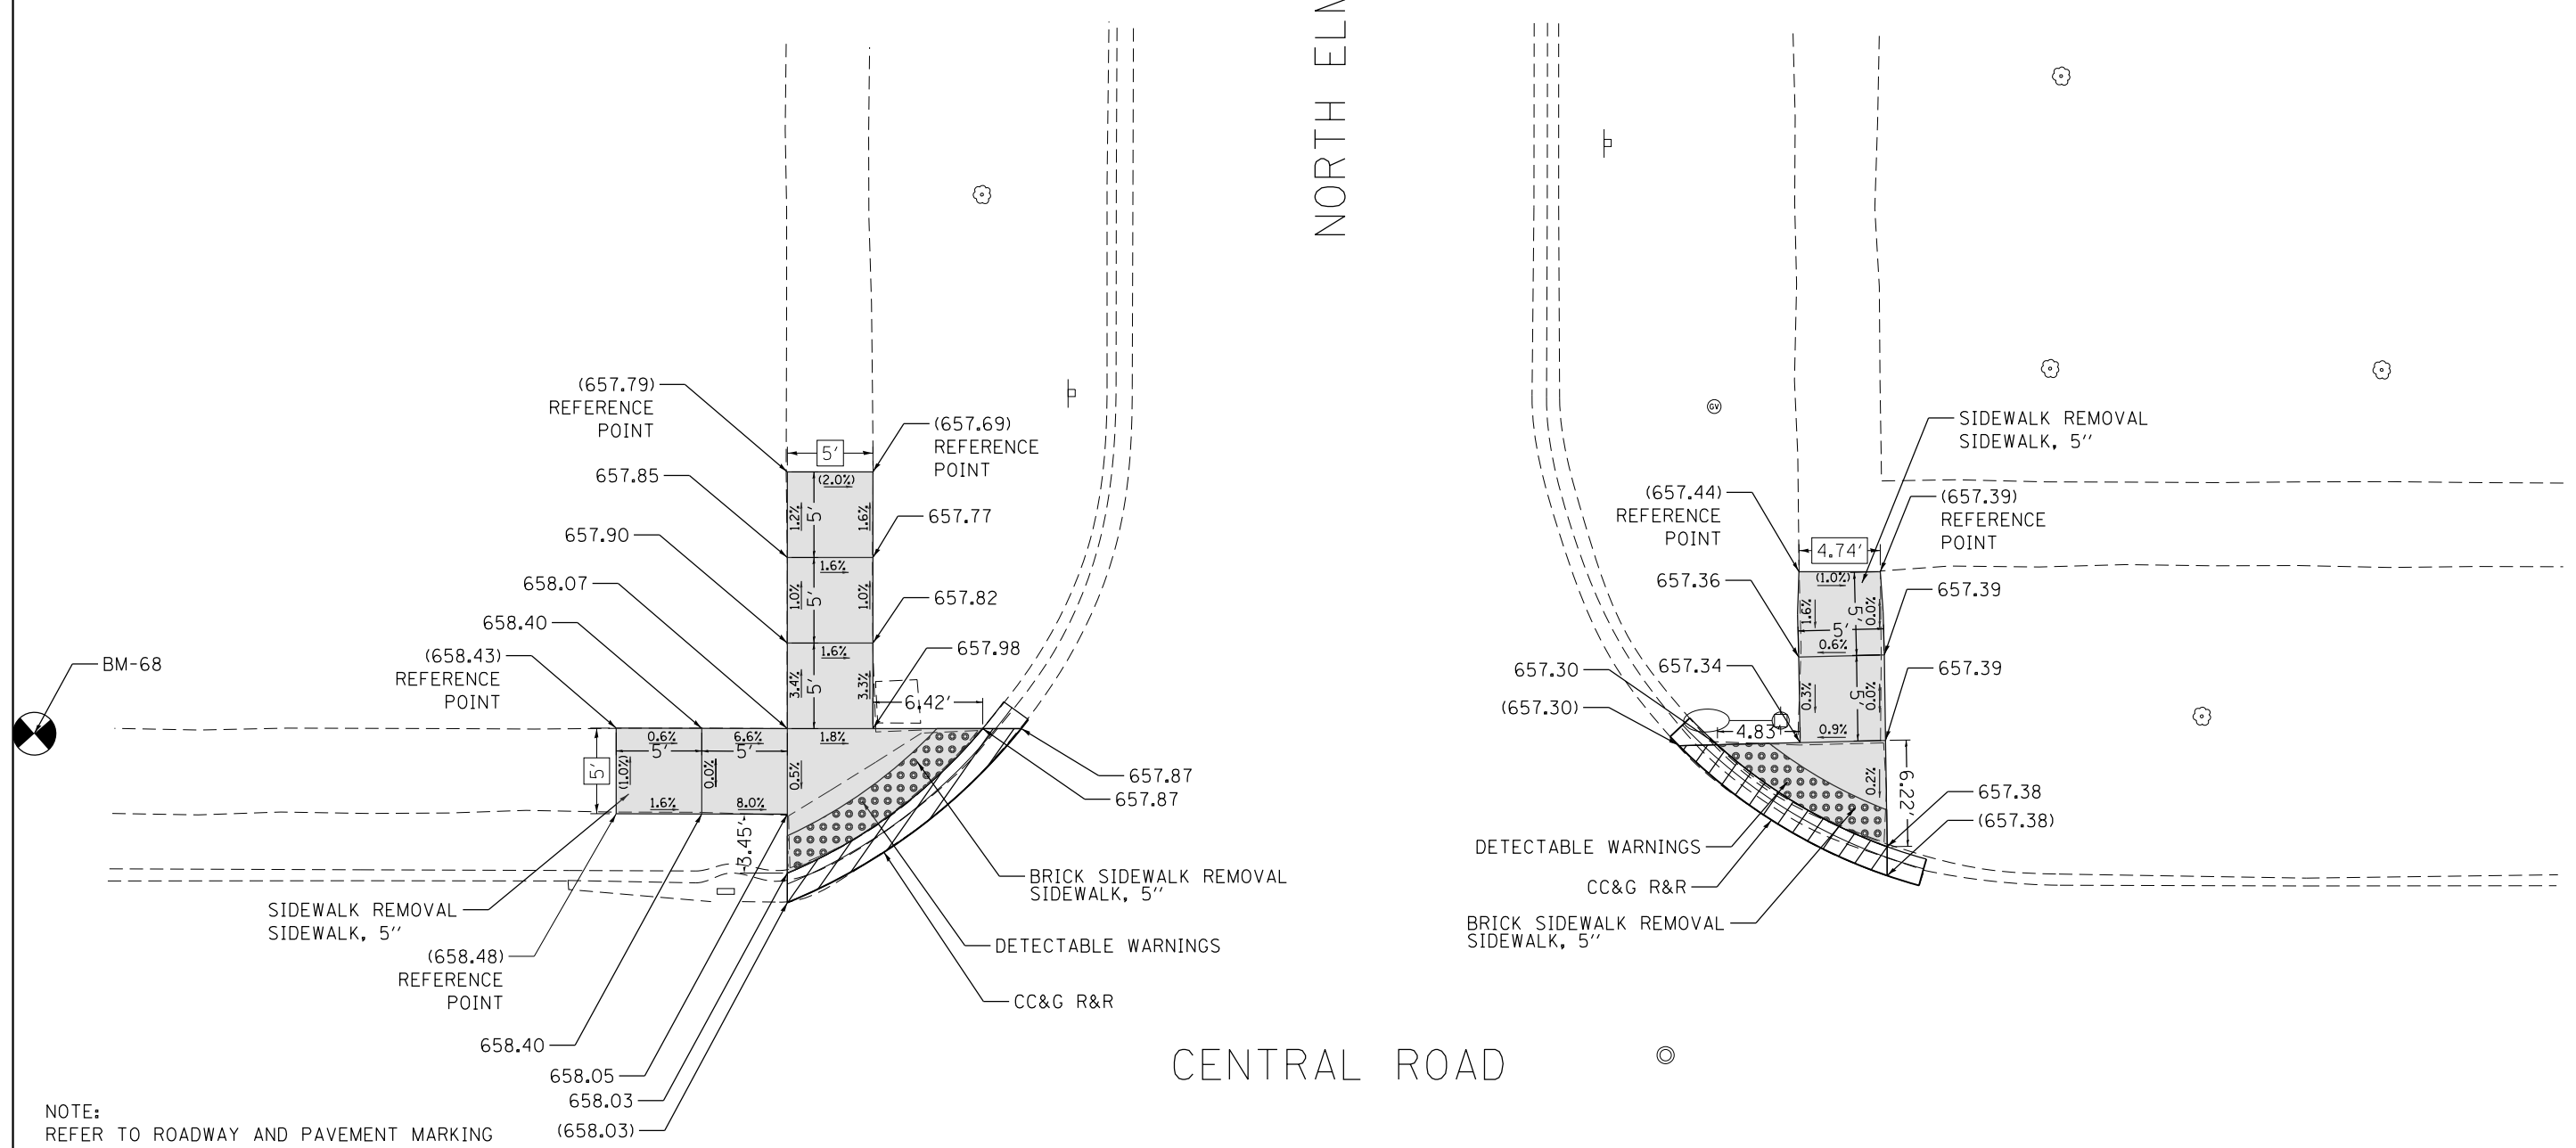 NORTH ELM
(657.79)
REFERENCE
POINT
(657.69)
REFERENCE
POINT
5'
(2.0%)
657.85
1.2%
5'
1.6%
657.77
657.90
1.6%
658.07
1.0%
5'
1.0%
657.82
658.40
1.6%
657.98
(658.43)
REFERENCE
POINT
3.4%
5'
3.3%
6.42'
BM-68
0.6%
6.6%
1.8%
5'
5'
5'
(1.0%)
0.0%
0.5%
1.6%
8.0%
3.45'
657.87
657.87
BRICK SIDEWALK REMOVAL
SIDEWALK, 5"
SIDEWALK REMOVAL
SIDEWALK, 5"
DETECTABLE WARNINGS
(658.48)
REFERENCE
POINT
CC&G R&R
658.40
658.05
658.03
(658.03)
NOTE:
REFER TO ROADWAY AND PAVEMENT MARKING
CENTRAL ROAD
GV
SIDEWALK REMOVAL
SIDEWALK, 5"
(657.44)
REFERENCE
POINT
(657.39)
REFERENCE
POINT
4.74'
(1.0%)
657.36
657.39
1.6%
5'
0.0%
5'
0.6%
657.30
657.34
657.39
(657.30)
0.3%
5'
0.0%
4.83'
0.9%
0.2%
6.22'
657.38
(657.38)
DETECTABLE WARNINGS
CC&G R&R
BRICK SIDEWALK REMOVAL
SIDEWALK, 5"